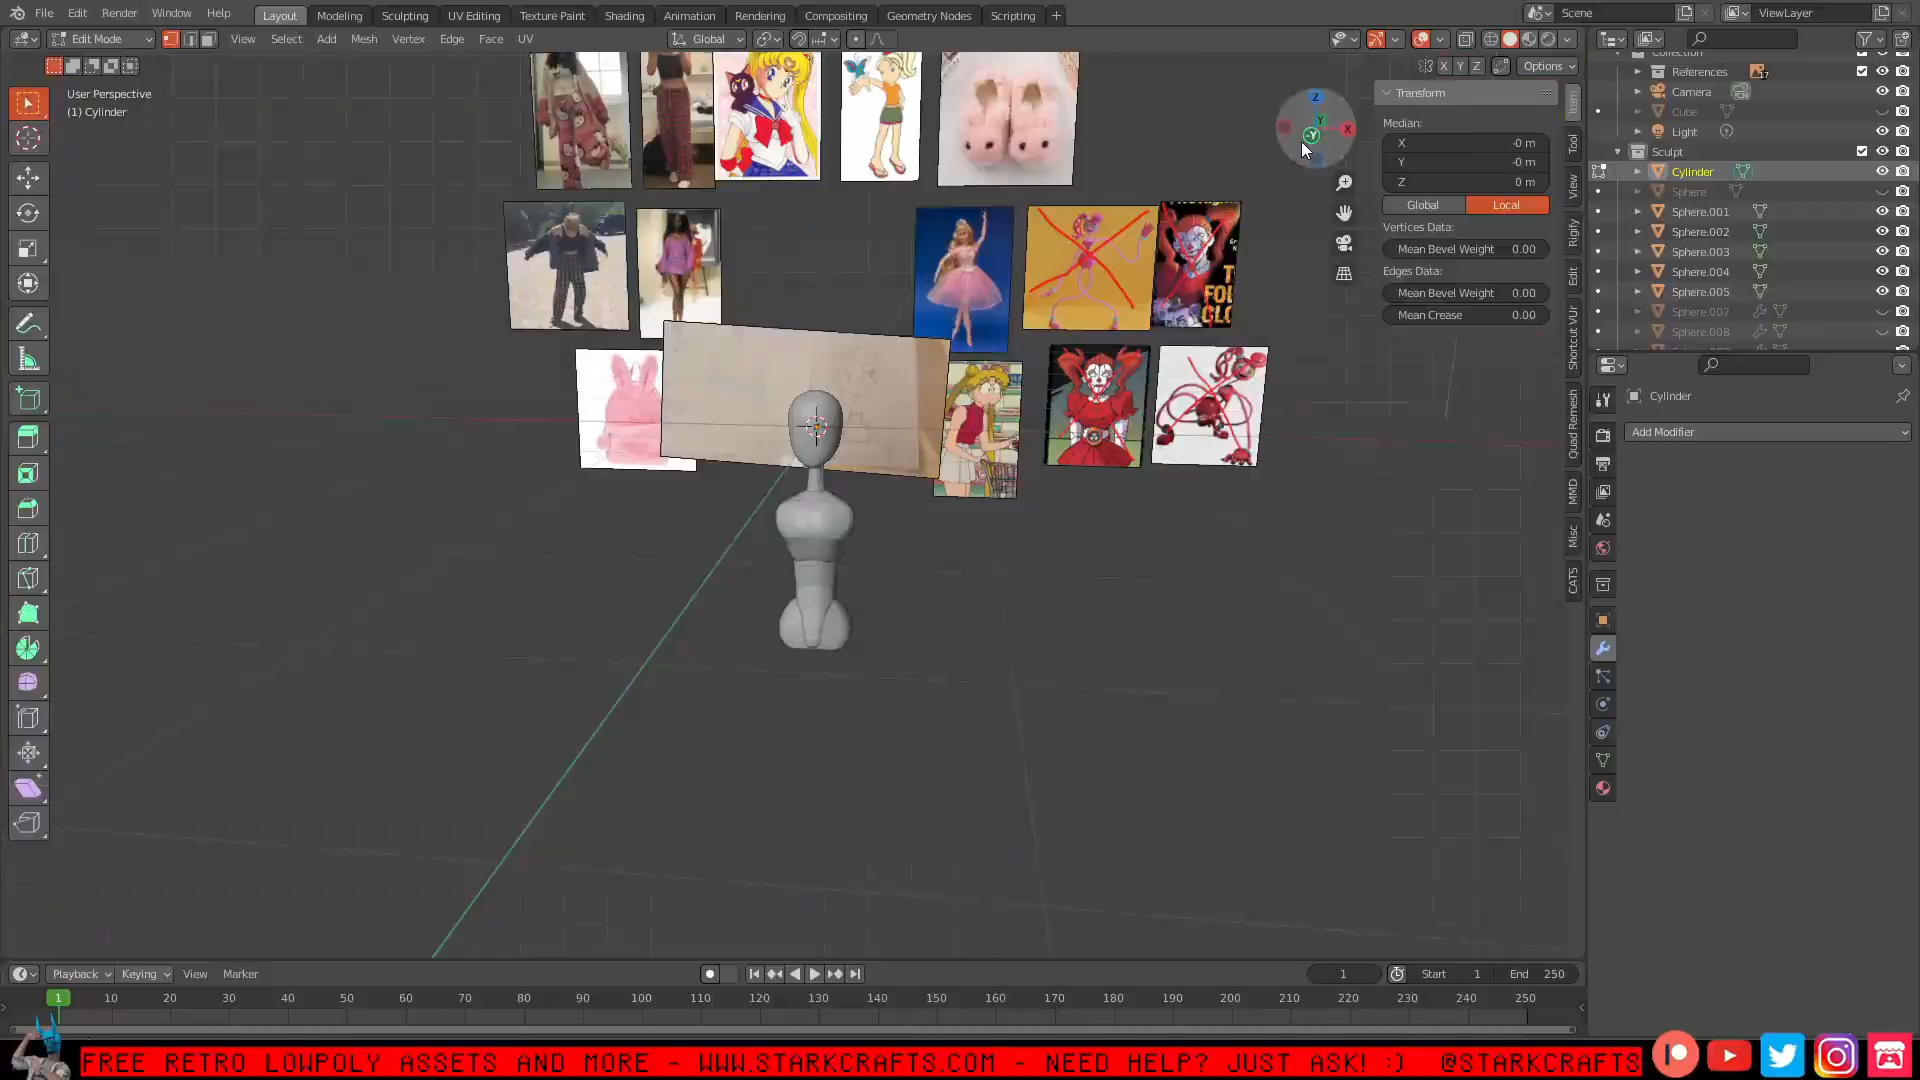 File Edit Render Window Help
Layout Modeling Sculpting UV Editing Texture Paint Shading Animation Rendering Compositing Geometry Nodes Scripting +
Scene ViewLayer
Edit Mode View Select Add Mesh Vertex Edge Face UV
Global
X Y Z Options
User Perspective
(1) Cylinder
Transform
Median:
X -0 m
Y -0 m
Z 0 m
Global Local
Vertices Data:
Mean Bevel Weight 0.00
Edges Data:
Mean Bevel Weight 0.00
Mean Crease 0.00
Z
Y
-Y
X
Item
Tool
View
Rigify
Edit
Shortcut VUr
Quad Remesh
MMD
Misc
CATS
Collection
References 17
Camera
Cube
Light
Sculpt
Cylinder
Sphere
Sphere.001
Sphere.002
Sphere.003
Sphere.004
Sphere.005
Sphere.007
Sphere.008
Cylinder
Add Modifier
Playback Keying View Marker
1 Start 1 End 250
1 10 20 30 40 50 60 70 80 90 100 110 120 130 140 150 160 170 180 190 200 210 220 230 240 250
FREE RETRO LOWPOLY ASSETS AND MORE - WWW.STARKCRAFTS.COM - NEED HELP? JUST ASK! :) @STARKCRAFTS